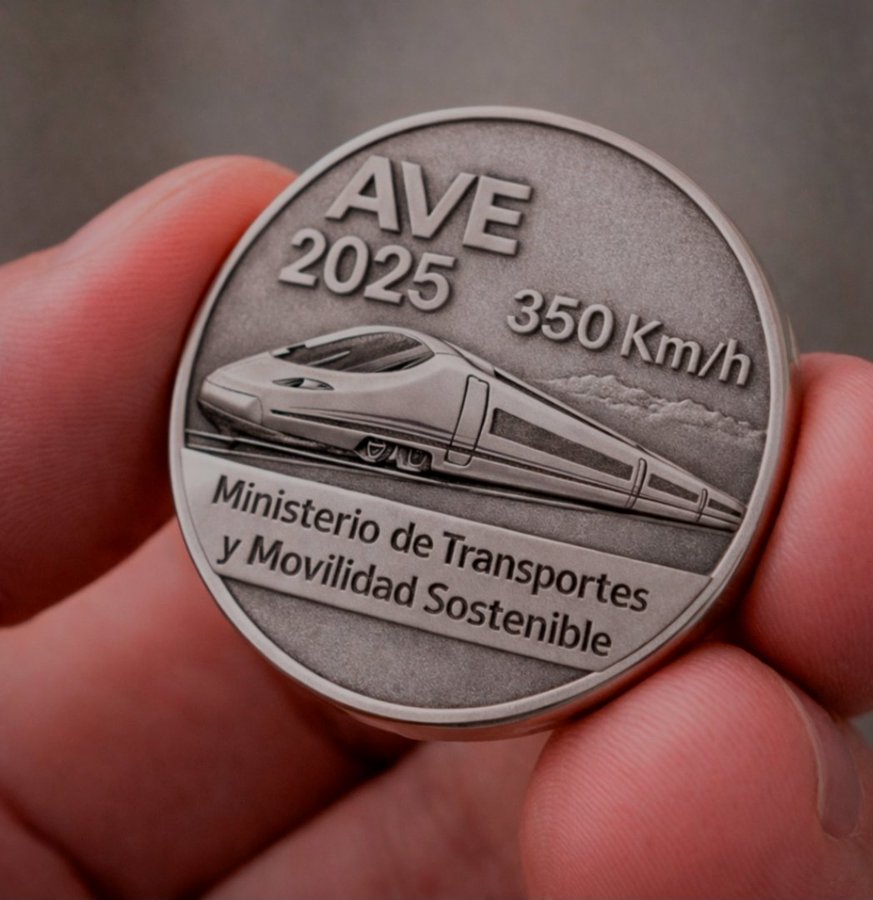 AVE
2025
350 Km/h
Ministerio de Transportes
y Movilidad Sostenible